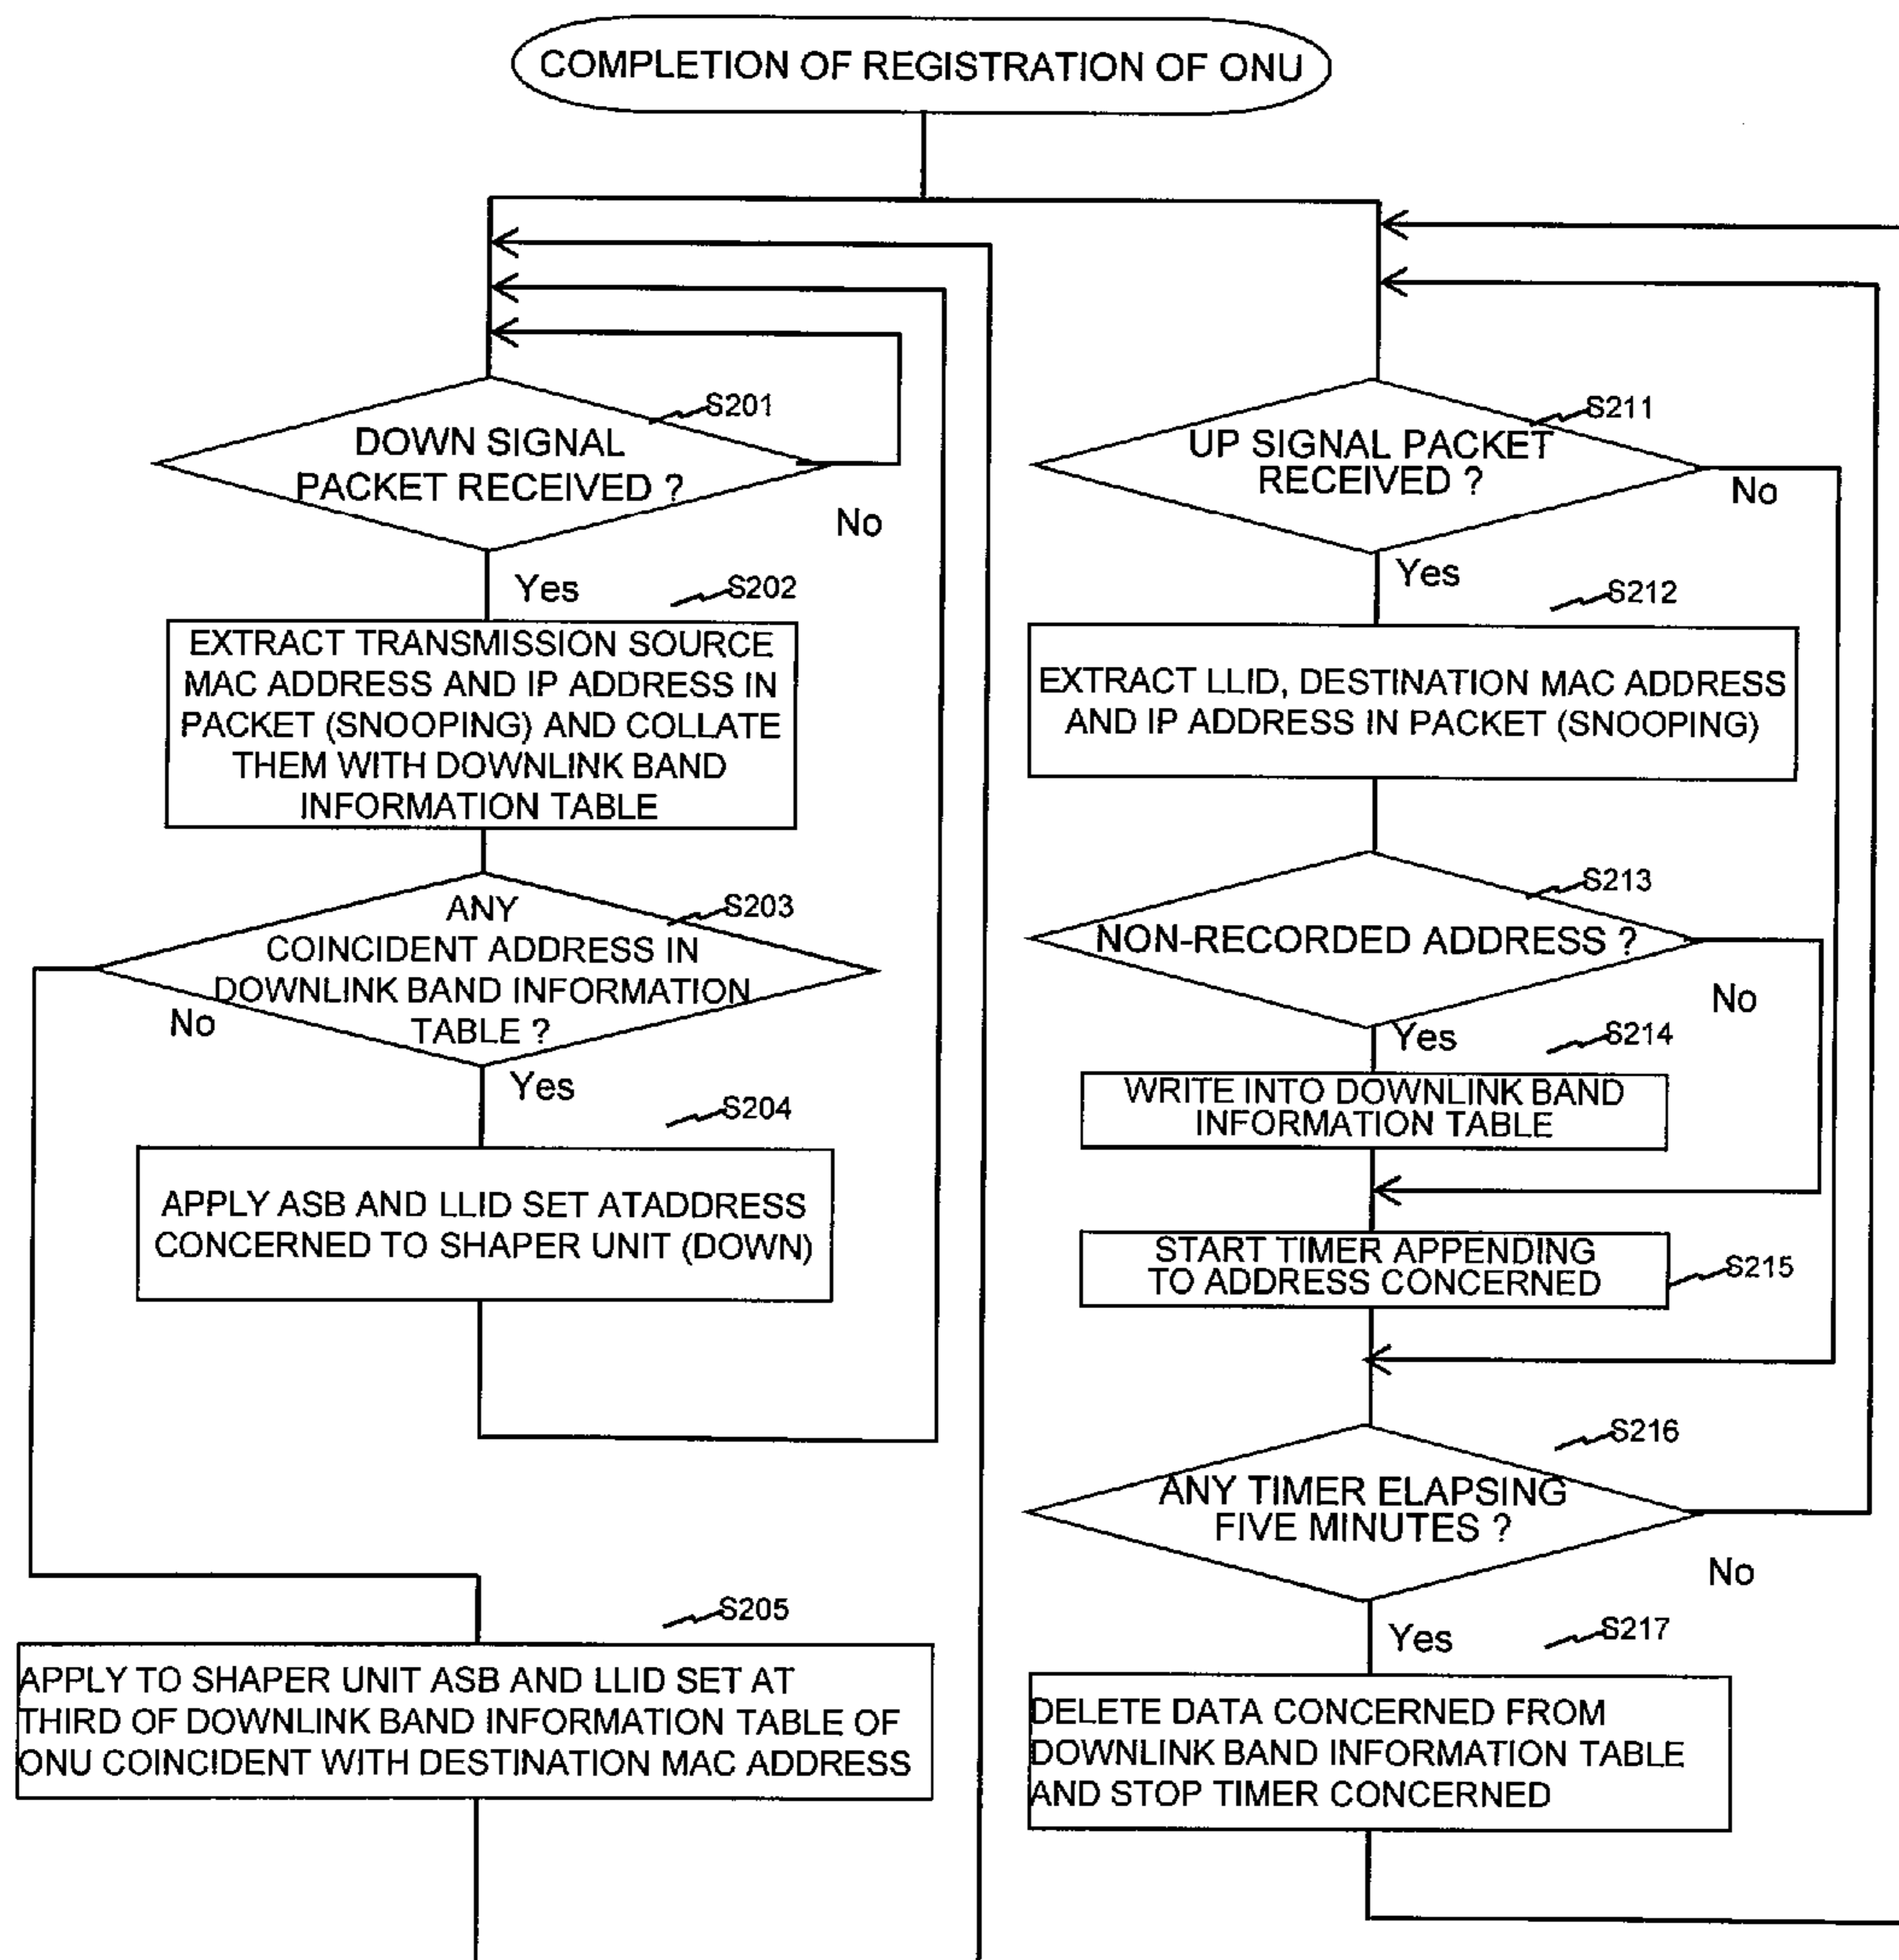 COMPLETION OF REGISTRATION OF ONU
S201
DOWN SIGNAL
PACKET RECEIVED ?
No
Yes
S202
EXTRACT TRANSMISSION SOURCE
MAC ADDRESS AND IP ADDRESS IN
PACKET (SNOOPING) AND COLLATE
THEM WITH DOWNLINK BAND
INFORMATION TABLE
S203
ANY
COINCIDENT ADDRESS IN
DOWNLINK BAND INFORMATION
TABLE ?
No
Yes
S204
APPLY ASB AND LLID SET ATADDRESS
CONCERNED TO SHAPER UNIT (DOWN)
S205
APPLY TO SHAPER UNIT ASB AND LLID SET AT
THIRD OF DOWNLINK BAND INFORMATION TABLE OF
ONU COINCIDENT WITH DESTINATION MAC ADDRESS
S211
UP SIGNAL PACKET
RECEIVED ?
No
Yes
S212
EXTRACT LLID, DESTINATION MAC ADDRESS
AND IP ADDRESS IN PACKET (SNOOPING)
S213
NON-RECORDED ADDRESS ?
No
Yes
S214
WRITE INTO DOWNLINK BAND
INFORMATION TABLE
START TIMER APPENDING
TO ADDRESS CONCERNED
S215
S216
ANY TIMER ELAPSING
FIVE MINUTES ?
No
Yes
S217
DELETE DATA CONCERNED FROM
DOWNLINK BAND INFORMATION TABLE
AND STOP TIMER CONCERNED